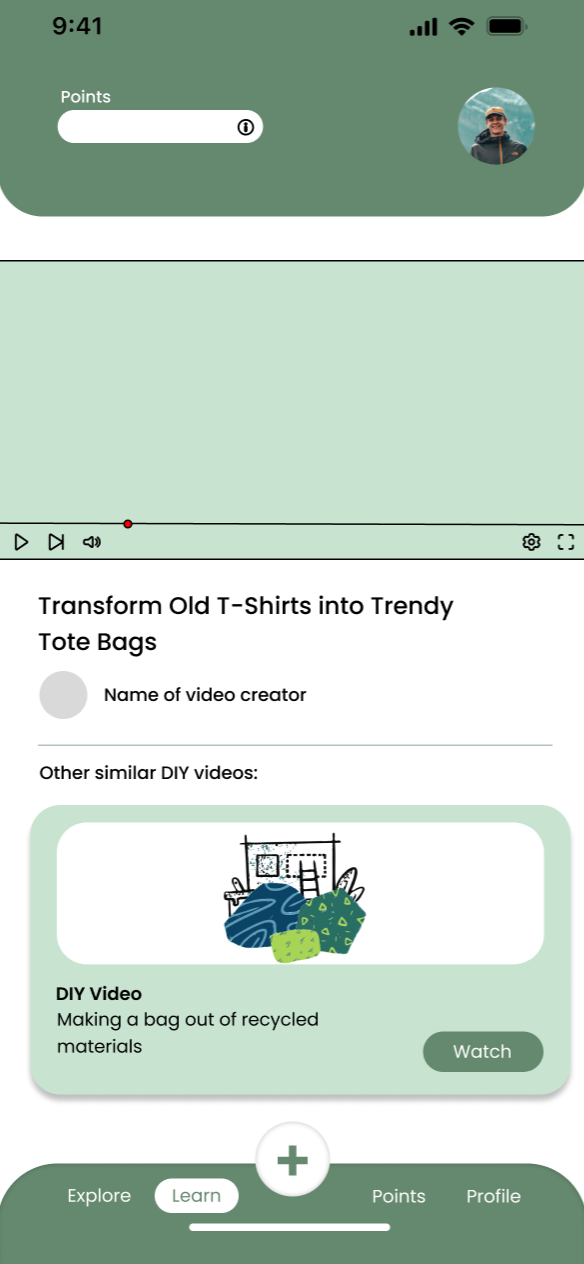 9:41
Points
Transform Old T-Shirts into Trendy
Tote Bags
Name of video creator
Other similar DIY videos:
DIY Video
Making a bag out of recycled
materials
Watch
Explore
Learn
Points
Profile